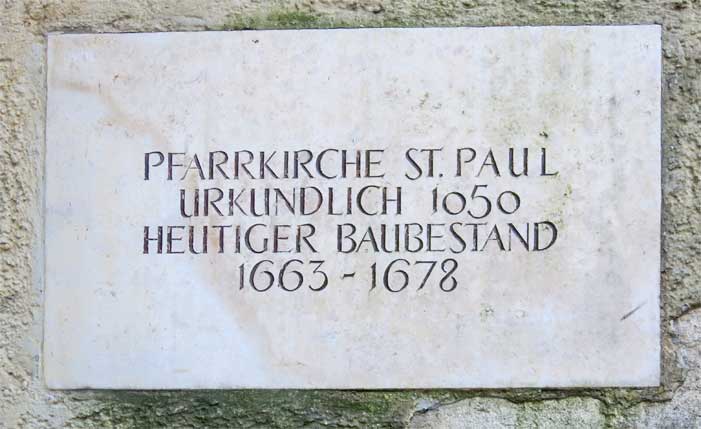 PFARRKIRCHE ST. PAUL
URKUNDLICH 1050
HEUTIGER BAUBESTAND
1663 - 1678